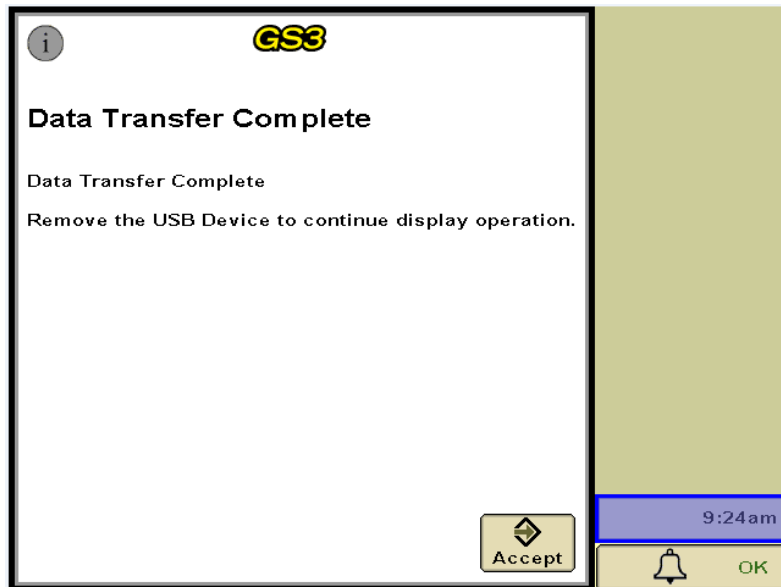 i
GS3
Data Transfer Complete
Data Transfer Complete
Remove the USB Device to continue display operation.
Accept
9:24am
OK